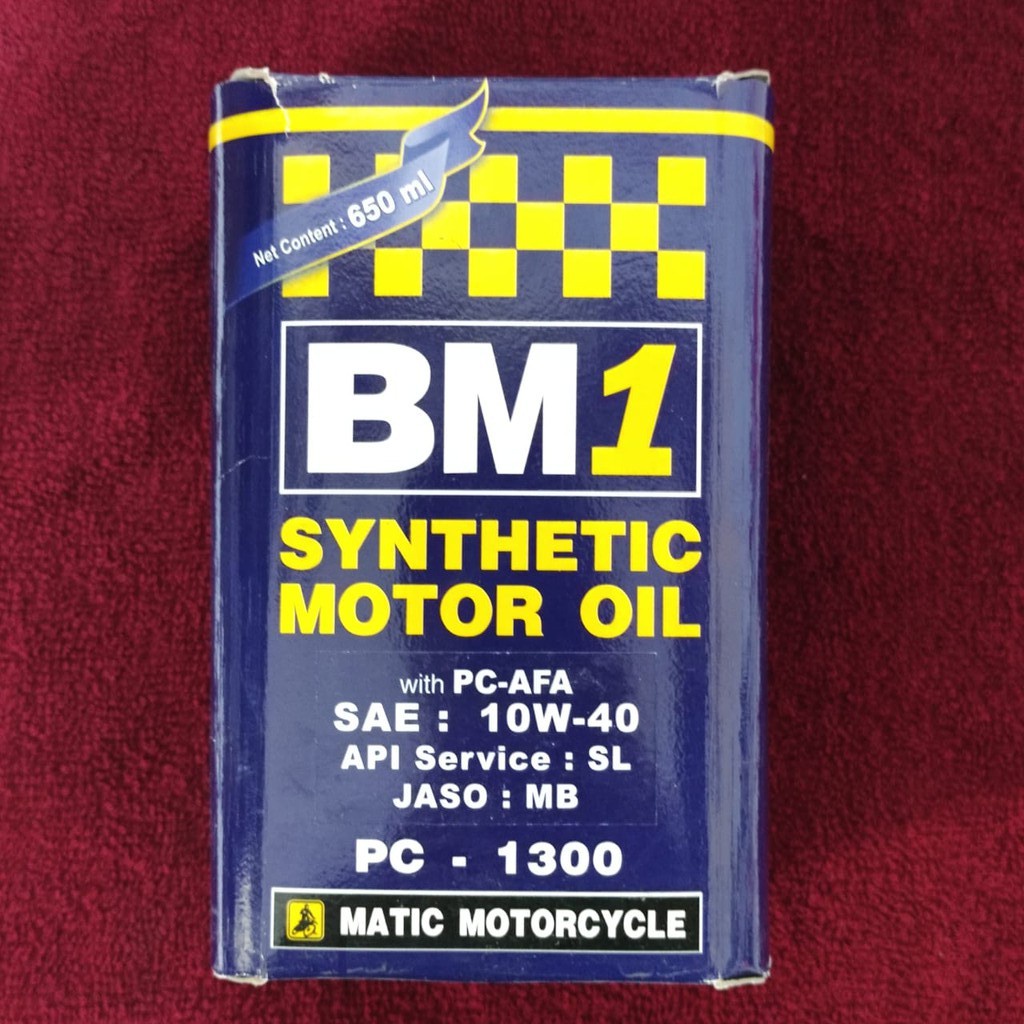 Net Content : 650 ml
BM1
SYNTHETIC
MOTOR OIL
with PC-AFA
SAE : 10W-40
API Service : SL
JASO : MB
PC - 1300
MATIC MOTORCYCLE